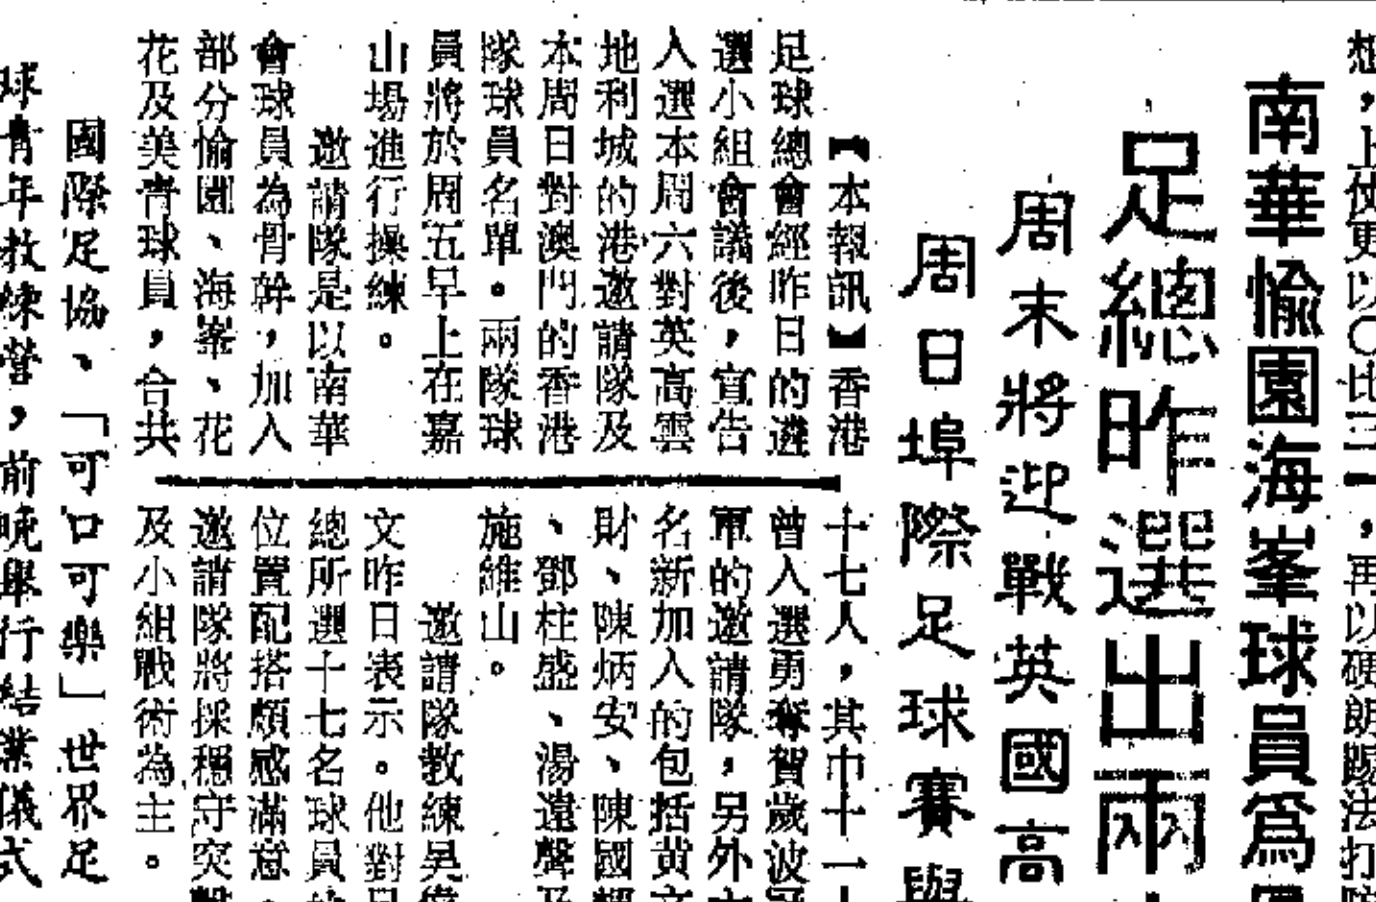 想，上仗更以〇比三一，再以硬朗踢法打
南華愉園海峯球員爲
足總昨選出兩
周末將迎戰英國高
周日埠際足球賽與
【本報訊】香港
足球總會經昨日的遴
選小組會議後，宣告
入選本周六對英高雲
地利城的港邀請隊及
本周日對澳門的香港
隊球員名單。兩隊球
員將於周五早上在嘉
山場進行操練。
邀請隊是以南華
會球員為骨幹，加入
部分愉園、海峯、花
花及美青球員，合共
十七人，其中十一
曾入選勇奪賀歲波冠
軍的邀請隊，另外六
名新加入的包括黃文
財、陳炳安、陳國輝
、鄧柱盛、湯遠聲及
施維山。
邀請隊教練吳偉
文昨日表示。他對足
總所選十七名球員的
位置配搭頗感滿意，
邀請隊將採穩守突擊
及小組戰術為主。
國際足協、「可口可樂」世界足
球青年教練營，前晚舉行結業儀式